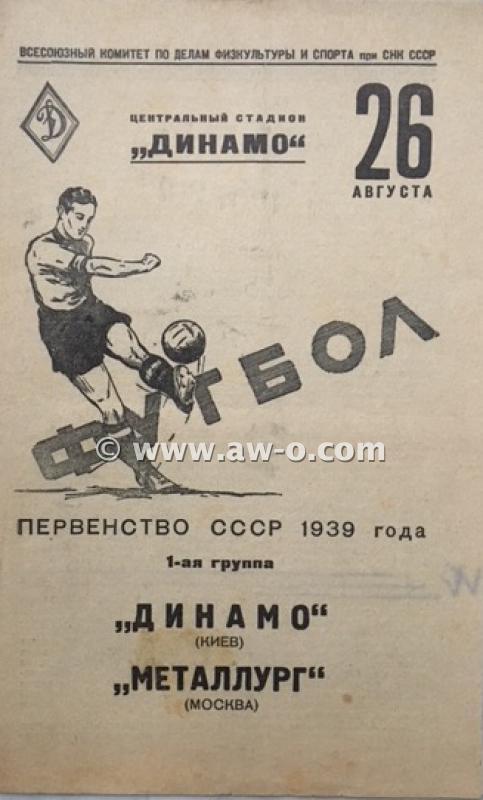 ВСЕСОЮЗНЫЙ КОМИТЕТ ПО ДЕЛАМ ФИЗКУЛЬТУРЫ И СПОРТА при СНК СССР
Д
ЦЕНТРАЛЬНЫЙ СТАДИОН
„ДИНАМО“
26
АВГУСТА
ФУТБОЛ
© www.aw-o.com
ПЕРВЕНСТВО СССР 1939 года
1-ая группа
„ДИНАМО“
(КИЕВ)
„МЕТАЛЛУРГ“
(МОСКВА)